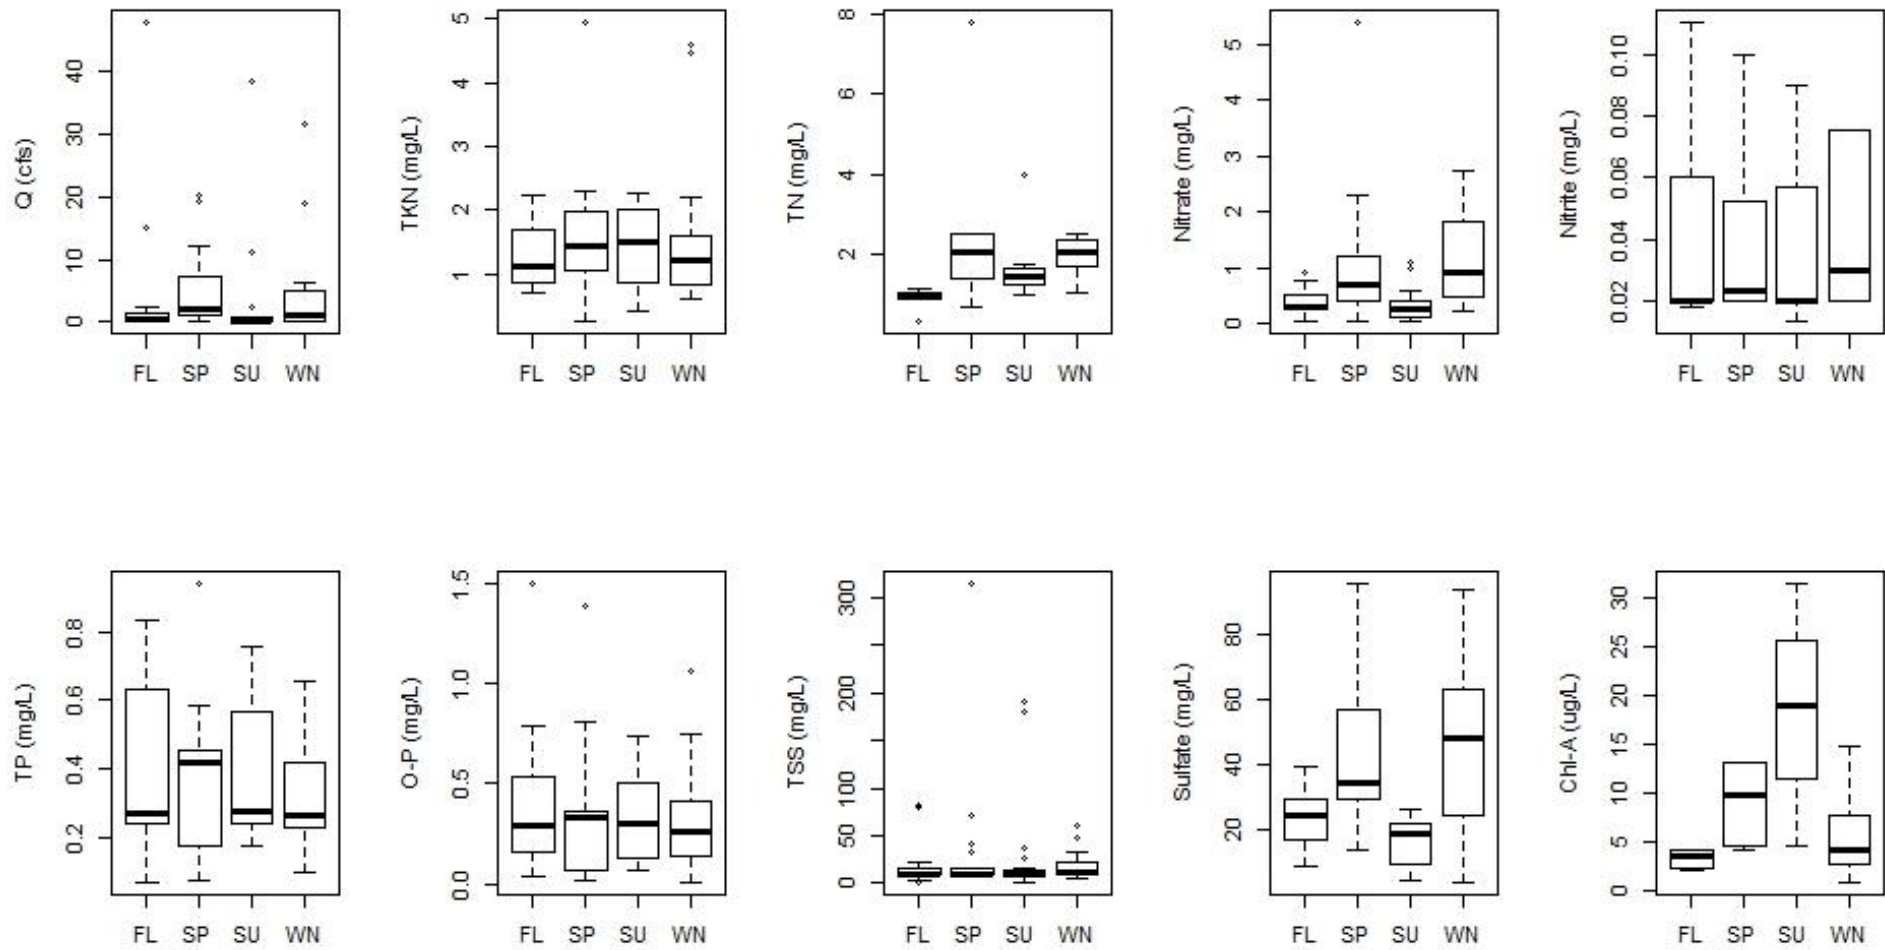 Q (cfs)
0 10 20 30 40
FL SP SU WN
TKN (mg/L)
1 2 3 4 5
FL SP SU WN
TN (mg/L)
2 4 6 8
FL SP SU WN
Nitrate (mg/L)
0 1 2 3 4 5
FL SP SU WN
Nitrite (mg/L)
0.02 0.04 0.06 0.08 0.10
FL SP SU WN
TP (mg/L)
0.2 0.4 0.6 0.8
FL SP SU WN
O-P (mg/L)
0.0 0.5 1.0 1.5
FL SP SU WN
TSS (mg/L)
0 50 100 200 300
FL SP SU WN
Sulfate (mg/L)
20 40 60 80
FL SP SU WN
Chl-A (ug/L)
0 5 10 15 20 25 30
FL SP SU WN